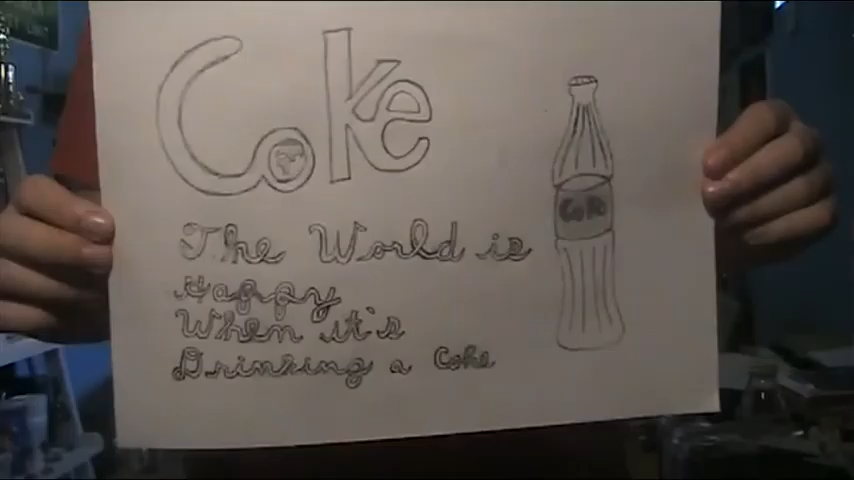 Coke
The World is
Happy
When it's
Drinking a Coke
Coke